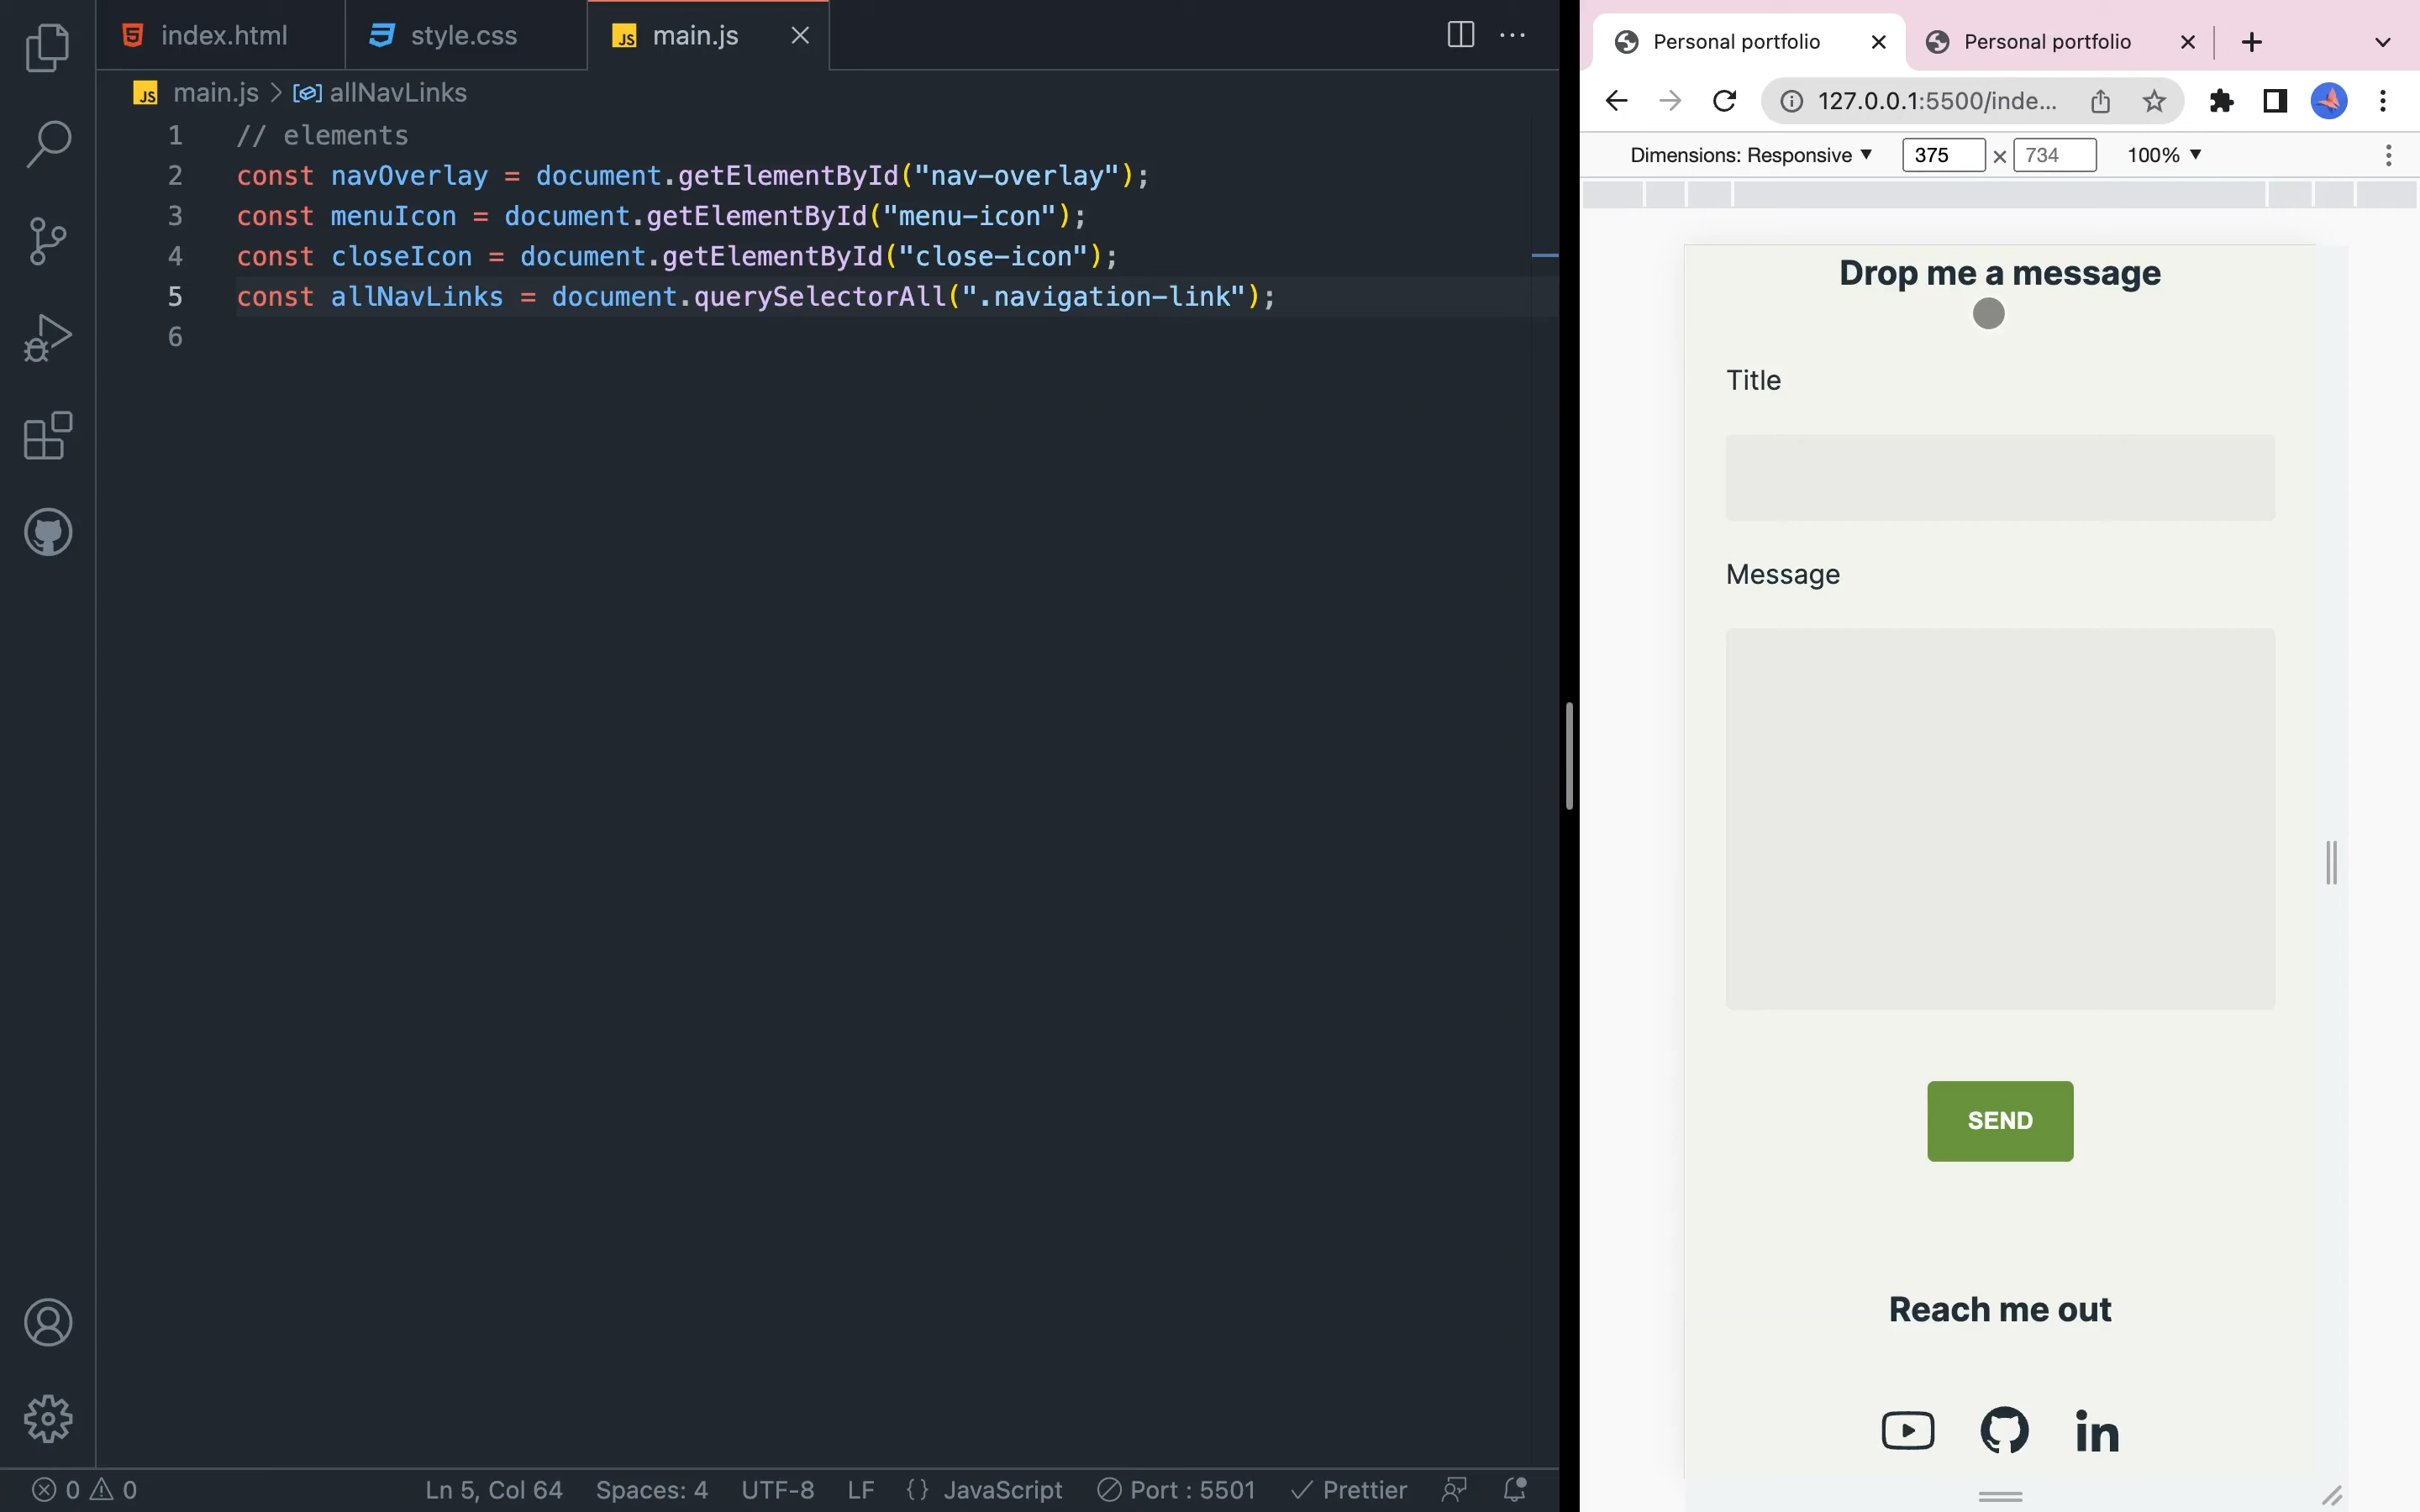 index.html
style.css
JS main.js
JS main.js > allNavLinks
1 // elements
2 const navOverlay = document.getElementById("nav-overlay");
3 const menuIcon = document.getElementById("menu-icon");
4 const closeIcon = document.getElementById("close-icon");
5 const allNavLinks = document.querySelectorAll(".navigation-link");
6
0 0
Ln 5, Col 64
Spaces: 4
UTF-8
LF
{} JavaScript
Port : 5501
Prettier
Personal portfolio
Personal portfolio
127.0.0.1:5500/inde...
Dimensions: Responsive ▼ 375 × 734 100% ▼
Drop me a message
Title
Message
SEND
Reach me out
in